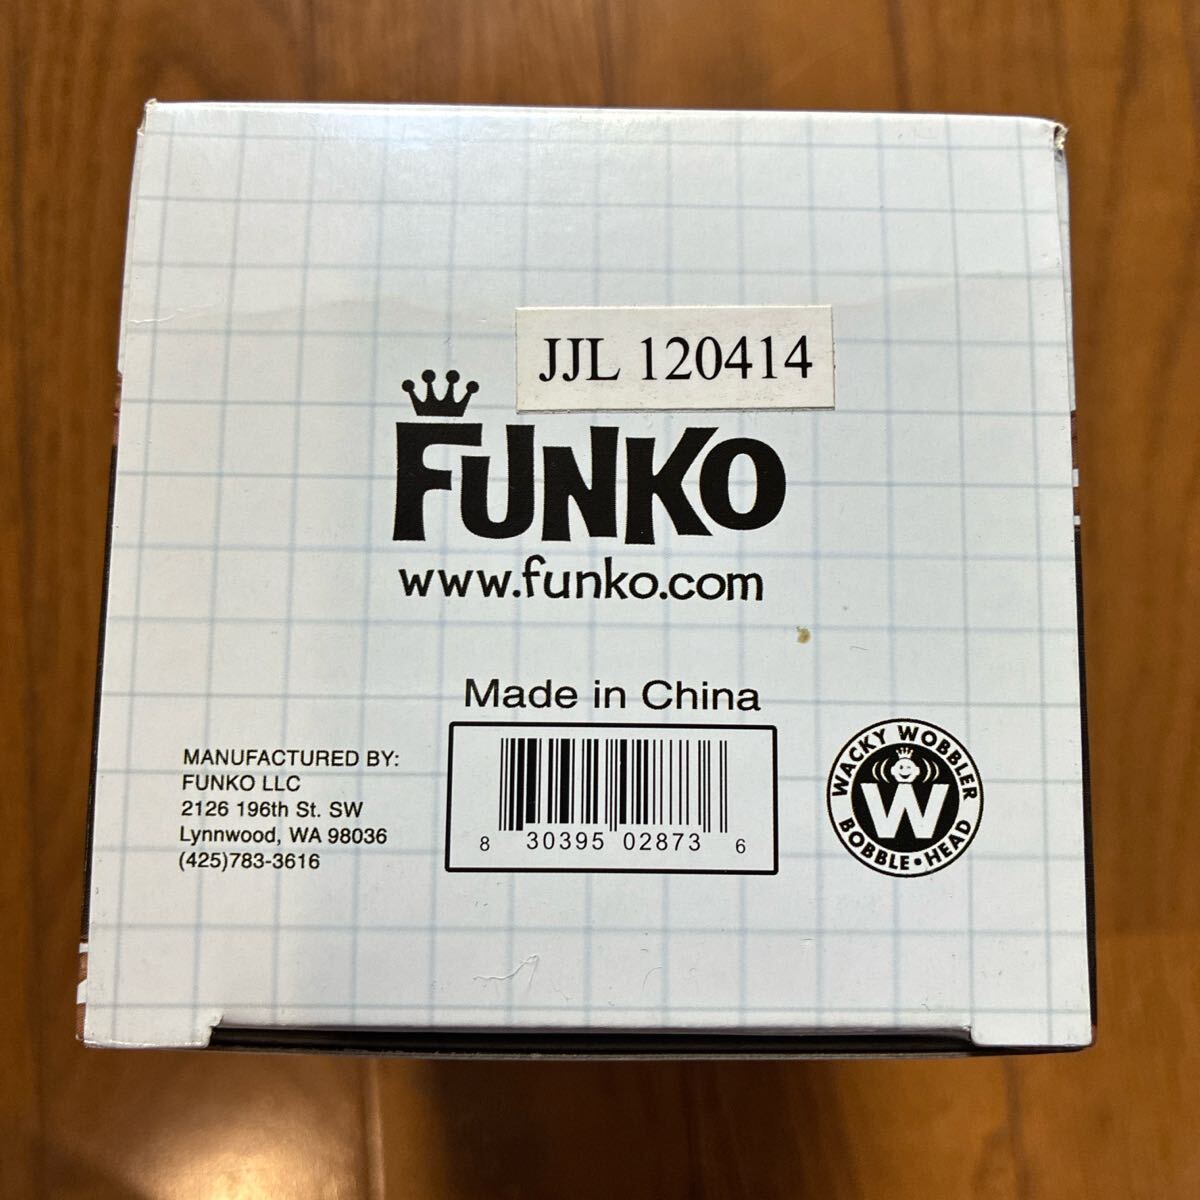 JJL 120414
FUNKO
www.funko.com
Made in China
MANUFACTURED BY:
FUNKO LLC
2126 196th St. SW
Lynnwood, WA 98036
(425)783-3616
8 30395 02873 6
WACKY WOBBLER
W
BOBBLE•HEAD